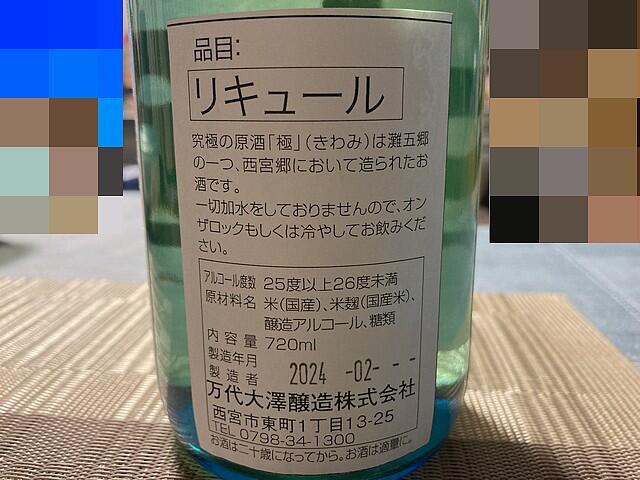 品目:
リキュール
究極の原酒「極」(きわみ)は灘五郷
の一つ、西宮郷において造られたお
酒です。
一切加水をしておりませんので、オン
ザロックもしくは冷やしてお飲みくだ
さい。
アルコール度数 25度以上26度未満
原材料名 米(国産)、米麹(国産米)、
醸造アルコール、糖類
内容量 720ml
製造年月 2024 -02- - -
製造者
万代大澤醸造株式会社
西宮市東町1丁目13-25
TEL0798-34-1300
お酒は二十歳になってから。お酒は適量に。